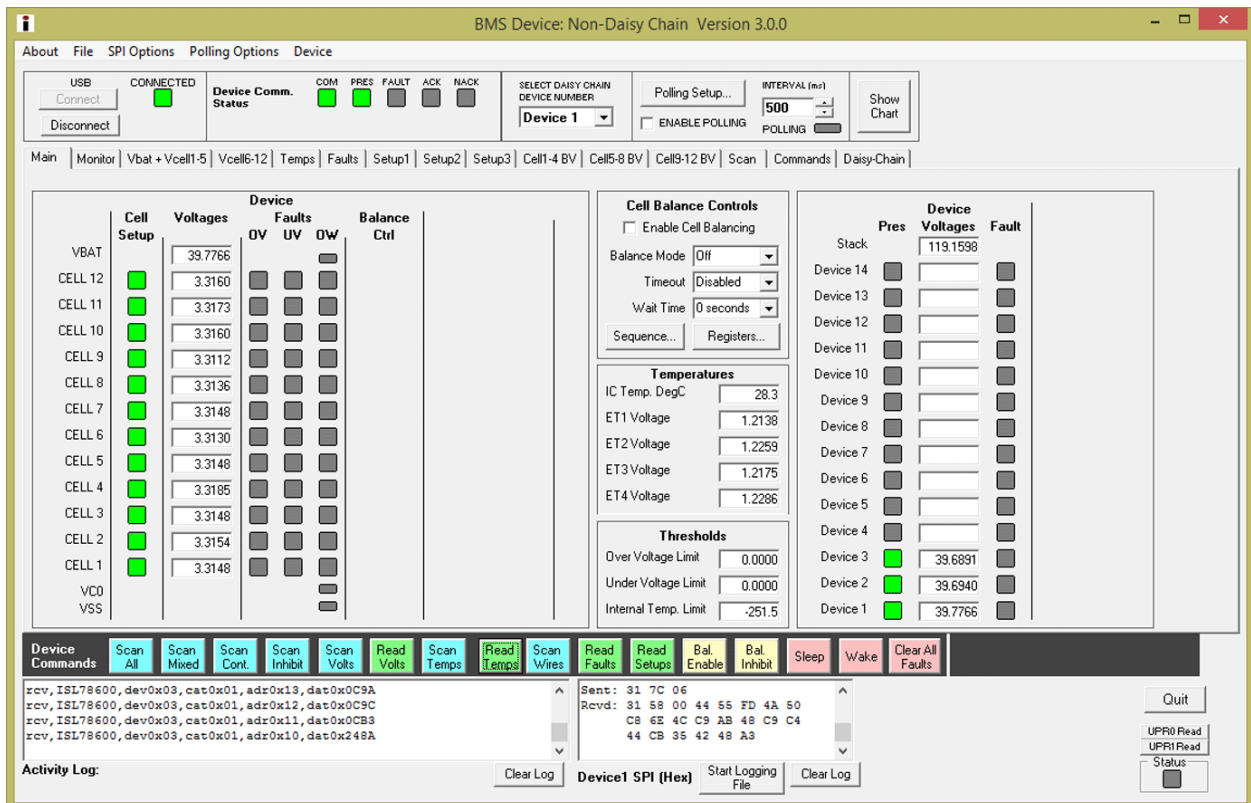 BMS Device: Non-Daisy Chain Version 3.0.0
About File SPI Options Polling Options Device
USB
Connect
Disconnect
CONNECTED
Device Comm.
Status
COM PRES FAULT ACK NACK
SELECT DAISY CHAIN
DEVICE NUMBER
Device 1
Polling Setup...
ENABLE POLLING
INTERVAL (ms)
500
POLLING
Show
Chart
Main Monitor Vbat + Vcell1-5 Vcell6-12 Temps Faults Setup1 Setup2 Setup3 Cell1-4 BV Cell5-8 BV Cell9-12 BV Scan Commands Daisy-Chain
Device
Cell Voltages Faults Balance
Setup OV UV OW Ctrl
VBAT 39.7766
CELL 12 3.3160
CELL 11 3.3173
CELL 10 3.3160
CELL 9 3.3112
CELL 8 3.3136
CELL 7 3.3148
CELL 6 3.3130
CELL 5 3.3148
CELL 4 3.3185
CELL 3 3.3148
CELL 2 3.3154
CELL 1 3.3148
VC0
VSS
Cell Balance Controls
Enable Cell Balancing
Balance Mode Off
Timeout Disabled
Wait Time 0 seconds
Sequence... Registers...
Temperatures
IC Temp. DegC 28.3
ET1 Voltage 1.2138
ET2 Voltage 1.2259
ET3 Voltage 1.2175
ET4 Voltage 1.2286
Thresholds
Over Voltage Limit 0.0000
Under Voltage Limit 0.0000
Internal Temp. Limit -251.5
Device
Pres Voltages Fault
Stack 119.1598
Device 14
Device 13
Device 12
Device 11
Device 10
Device 9
Device 8
Device 7
Device 6
Device 5
Device 4
Device 3 39.6891
Device 2 39.6940
Device 1 39.7766
Device
Commands
Scan
All
Scan
Mixed
Scan
Cont.
Scan
Inhibit
Scan
Volts
Read
Volts
Scan
Temps
Read
Temps
Scan
Wires
Read
Faults
Read
Setups
Bal.
Enable
Bal.
Inhibit
Sleep
Wake
Clear All
Faults
rcv,ISL78600,dev0x03,cat0x01,adr0x13,dat0x0C9A
rcv,ISL78600,dev0x03,cat0x01,adr0x12,dat0x0C9C
rcv,ISL78600,dev0x03,cat0x01,adr0x11,dat0x0CB3
rcv,ISL78600,dev0x03,cat0x01,adr0x10,dat0x248A
Activity Log:
Clear Log
Sent: 31 7C 06
Rcvd: 31 58 00 44 55 FD 4A 50
C8 6E 4C C9 AB 48 C9 C4
44 CB 35 42 48 A3
Device1 SPI (Hex)
Start Logging
File
Clear Log
Quit
UPR0 Read
UPR1 Read
Status